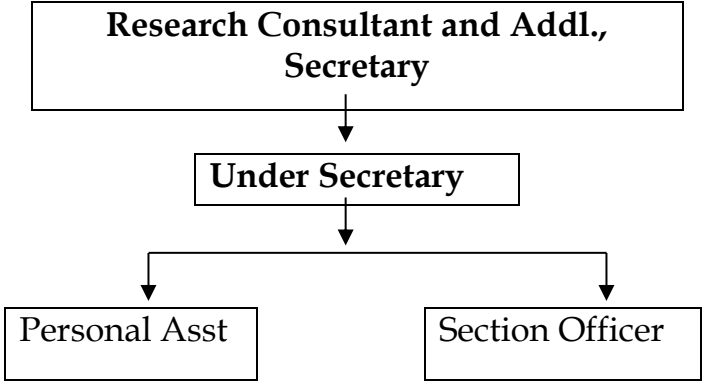 Research Consultant and Addl.,
Secretary
Under Secretary
Personal Asst
Section Officer